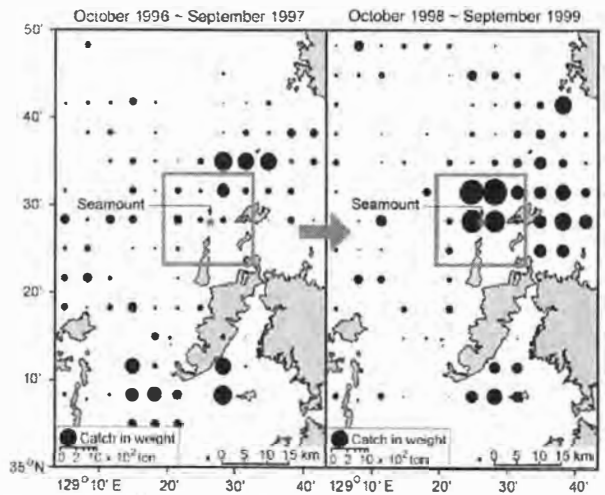 October 1996 ~ September 1997
October 1998 ~ September 1999
50'
40'
30'
20'
10'
35°N
Seamount
Seamount
Catch in weight
0 2 10 × 10² ton
0 5 10 15 km
Catch in weight
0 2 10 × 10² ton
0 5 10 15 km
129°10' E
20'
30'
40'
20'
30'
40'